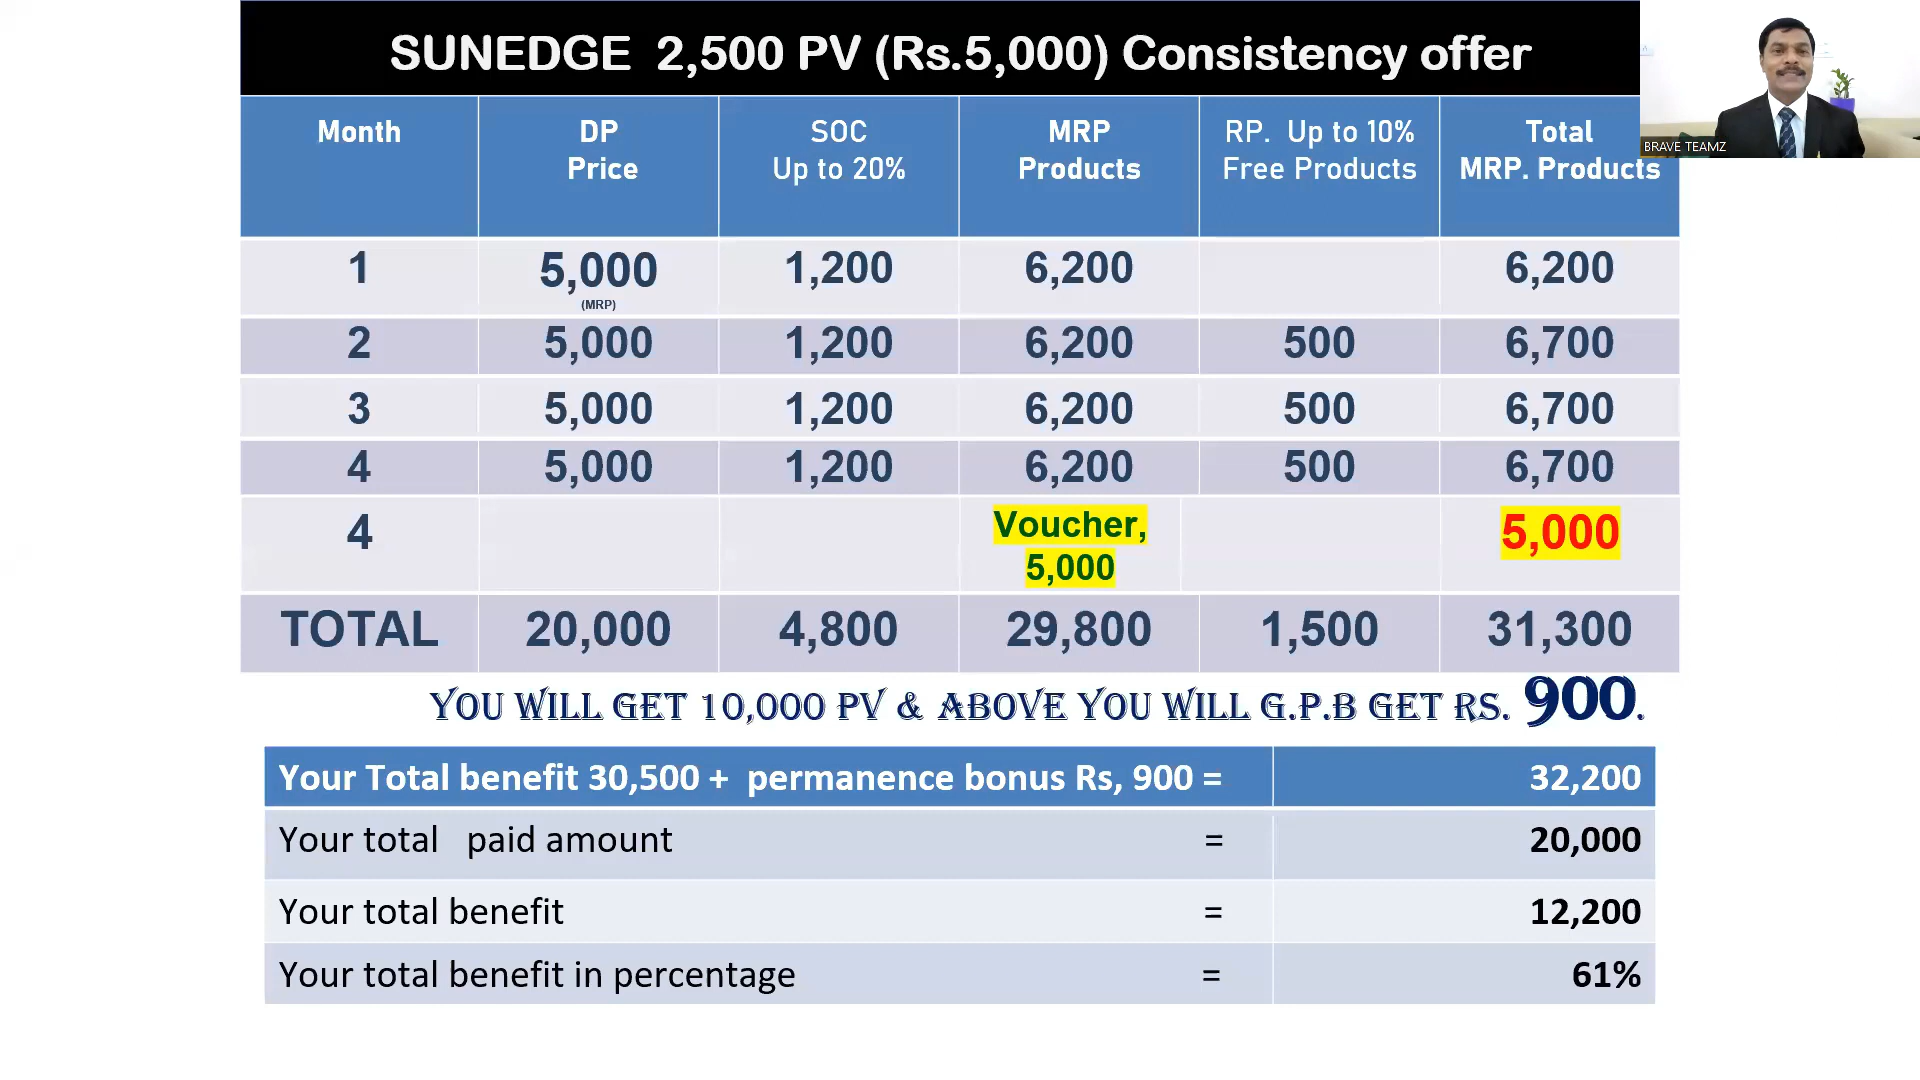 SUNEDGE 2,500 PV (Rs.5,000) Consistency offer
BRAVE TEAMZ
Month DP SOC MRP RP. Up to 10% Total
Price Up to 20% Products Free Products MRP. Products
1 5,000 1,200 6,200 6,200
(MRP)
2 5,000 1,200 6,200 500 6,700
3 5,000 1,200 6,200 500 6,700
4 5,000 1,200 6,200 500 6,700
4 Voucher, 5,000
5,000
TOTAL 20,000 4,800 29,800 1,500 31,300
YOU WILL GET 10,000 PV & ABOVE YOU WILL G.P.B GET RS. 900.
Your Total benefit 30,500 + permanence bonus Rs, 900 = 32,200
Your total paid amount = 20,000
Your total benefit = 12,200
Your total benefit in percentage = 61%